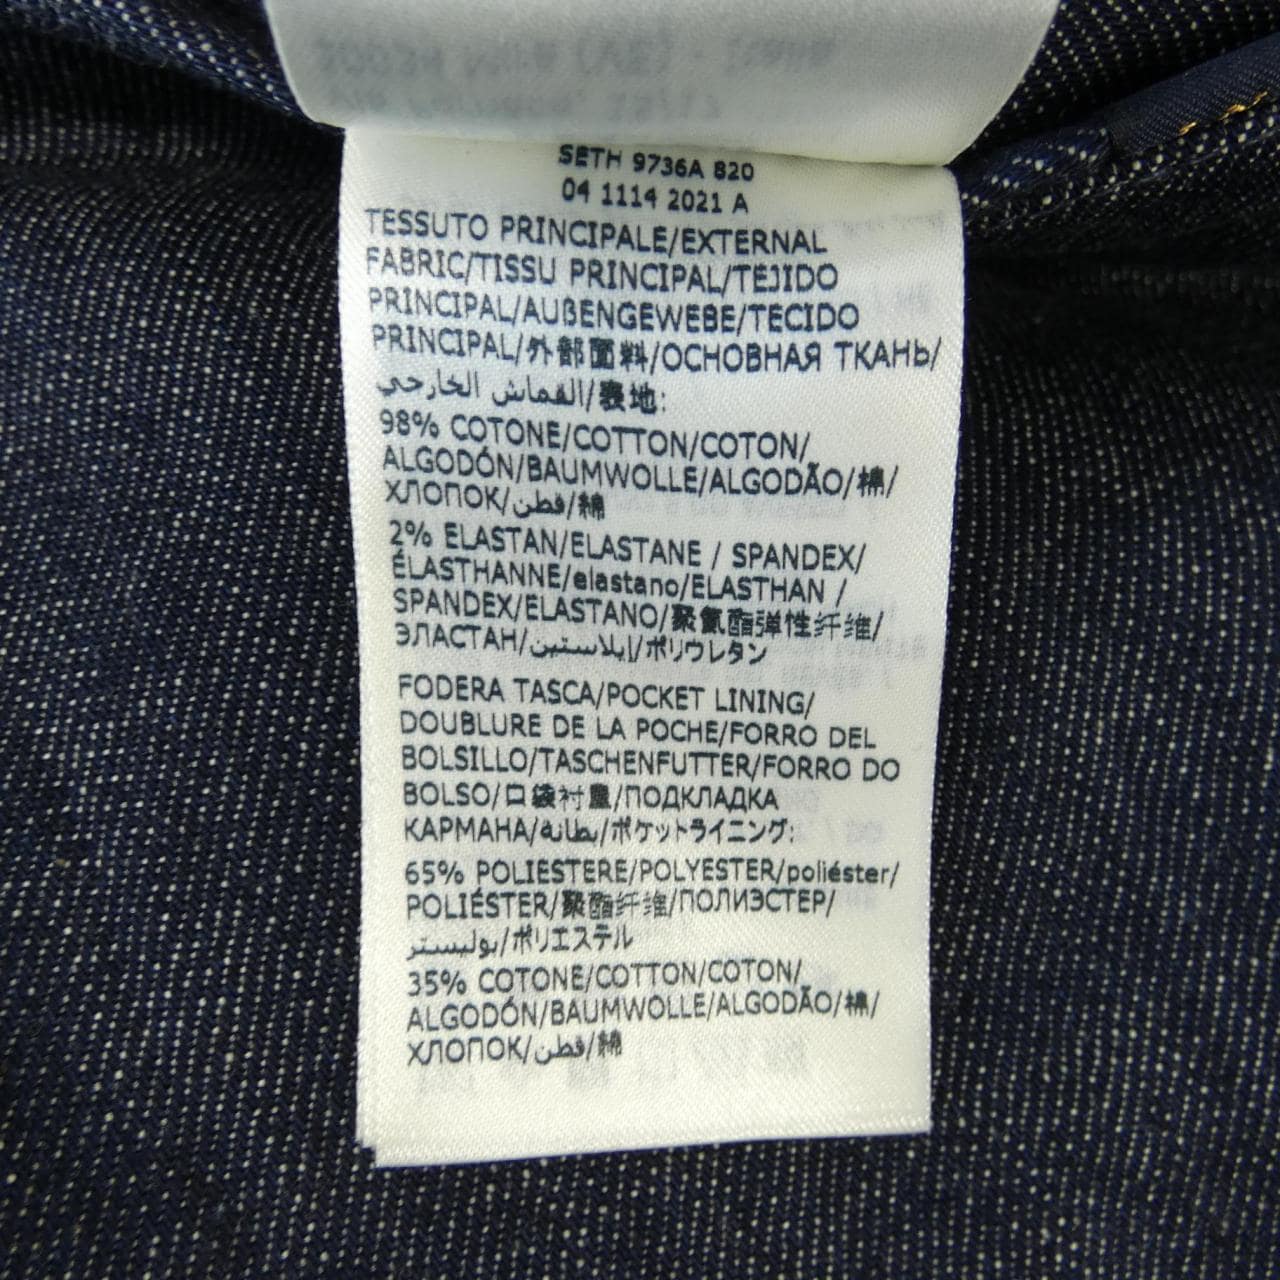 SETH 9736A 820
04 1114 2021 A
TESSUTO PRINCIPALE/EXTERNAL
FABRIC/TISSU PRINCIPAL/TEJIDO
PRINCIPAL/AUßENGEWEBE/TECIDO
PRINCIPAL/外部面料/ОСНОВНАЯ ТКАНЬ/
القماش الخارجي/表地:
98% COTONE/COTTON/COTON/
ALGODÓN/BAUMWOLLE/ALGODÃO/棉/
ХЛОПОК/قطن/綿
2% ELASTAN/ELASTANE / SPANDEX/
ÉLASTHANNE/elastano/ELASTHAN /
SPANDEX/ELASTANO/聚氨酯弹性纤维/
ЭЛАСТАН/إيلاستين/ポリウレタン
FODERA TASCA/POCKET LINING/
DOUBLURE DE LA POCHE/FORRO DEL
BOLSILLO/TASCHENFUTTER/FORRO DO
BOLSO/口袋衬里/ПОДКЛАДКА
КАРМАНА/بطانة/ポケットライニング:
65% POLIESTERE/POLYESTER/poliéster/
POLIÉSTER/聚酯纤维/ПОЛИЭСТЕР/
بوليستر/ポリエステル
35% COTONE/COTTON/COTON/
ALGODÓN/BAUMWOLLE/ALGODÃO/棉/
ХЛОПОК/قطن/綿